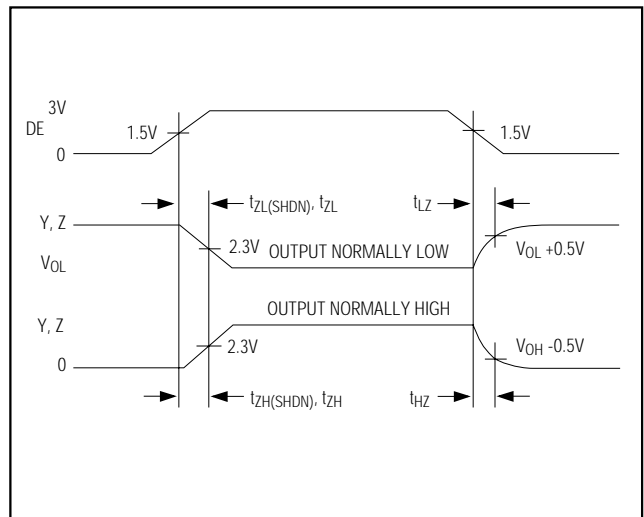 3V
DE
1.5V
1.5V
0
tZL(SHDN), tZL
tLZ
Y, Z
2.3V
OUTPUT NORMALLY LOW
VOL +0.5V
VOL
OUTPUT NORMALLY HIGH
Y, Z
2.3V
VOH -0.5V
0
tZH(SHDN), tZH
tHZ